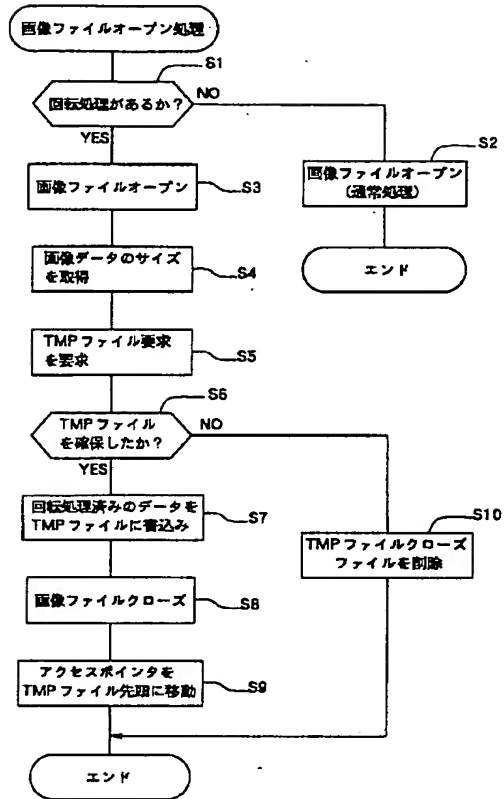 画像ファイルオープン処理
S1
回転処理があるか?
NO
YES
S2
画像ファイルオープン
(通常処理)
エンド
画像ファイルオープン
S3
画像データのサイズ
を取得
S4
TMPファイル要求
を要求
S5
S6
TMPファイル
を確保したか?
NO
YES
回転処理済みのデータを
TMPファイルに書込み
S7
S10
TMPファイルクローズ
ファイルを削除
画像ファイルクローズ
S8
アクセスポインタを
TMPファイル先頭に移動
S9
エンド